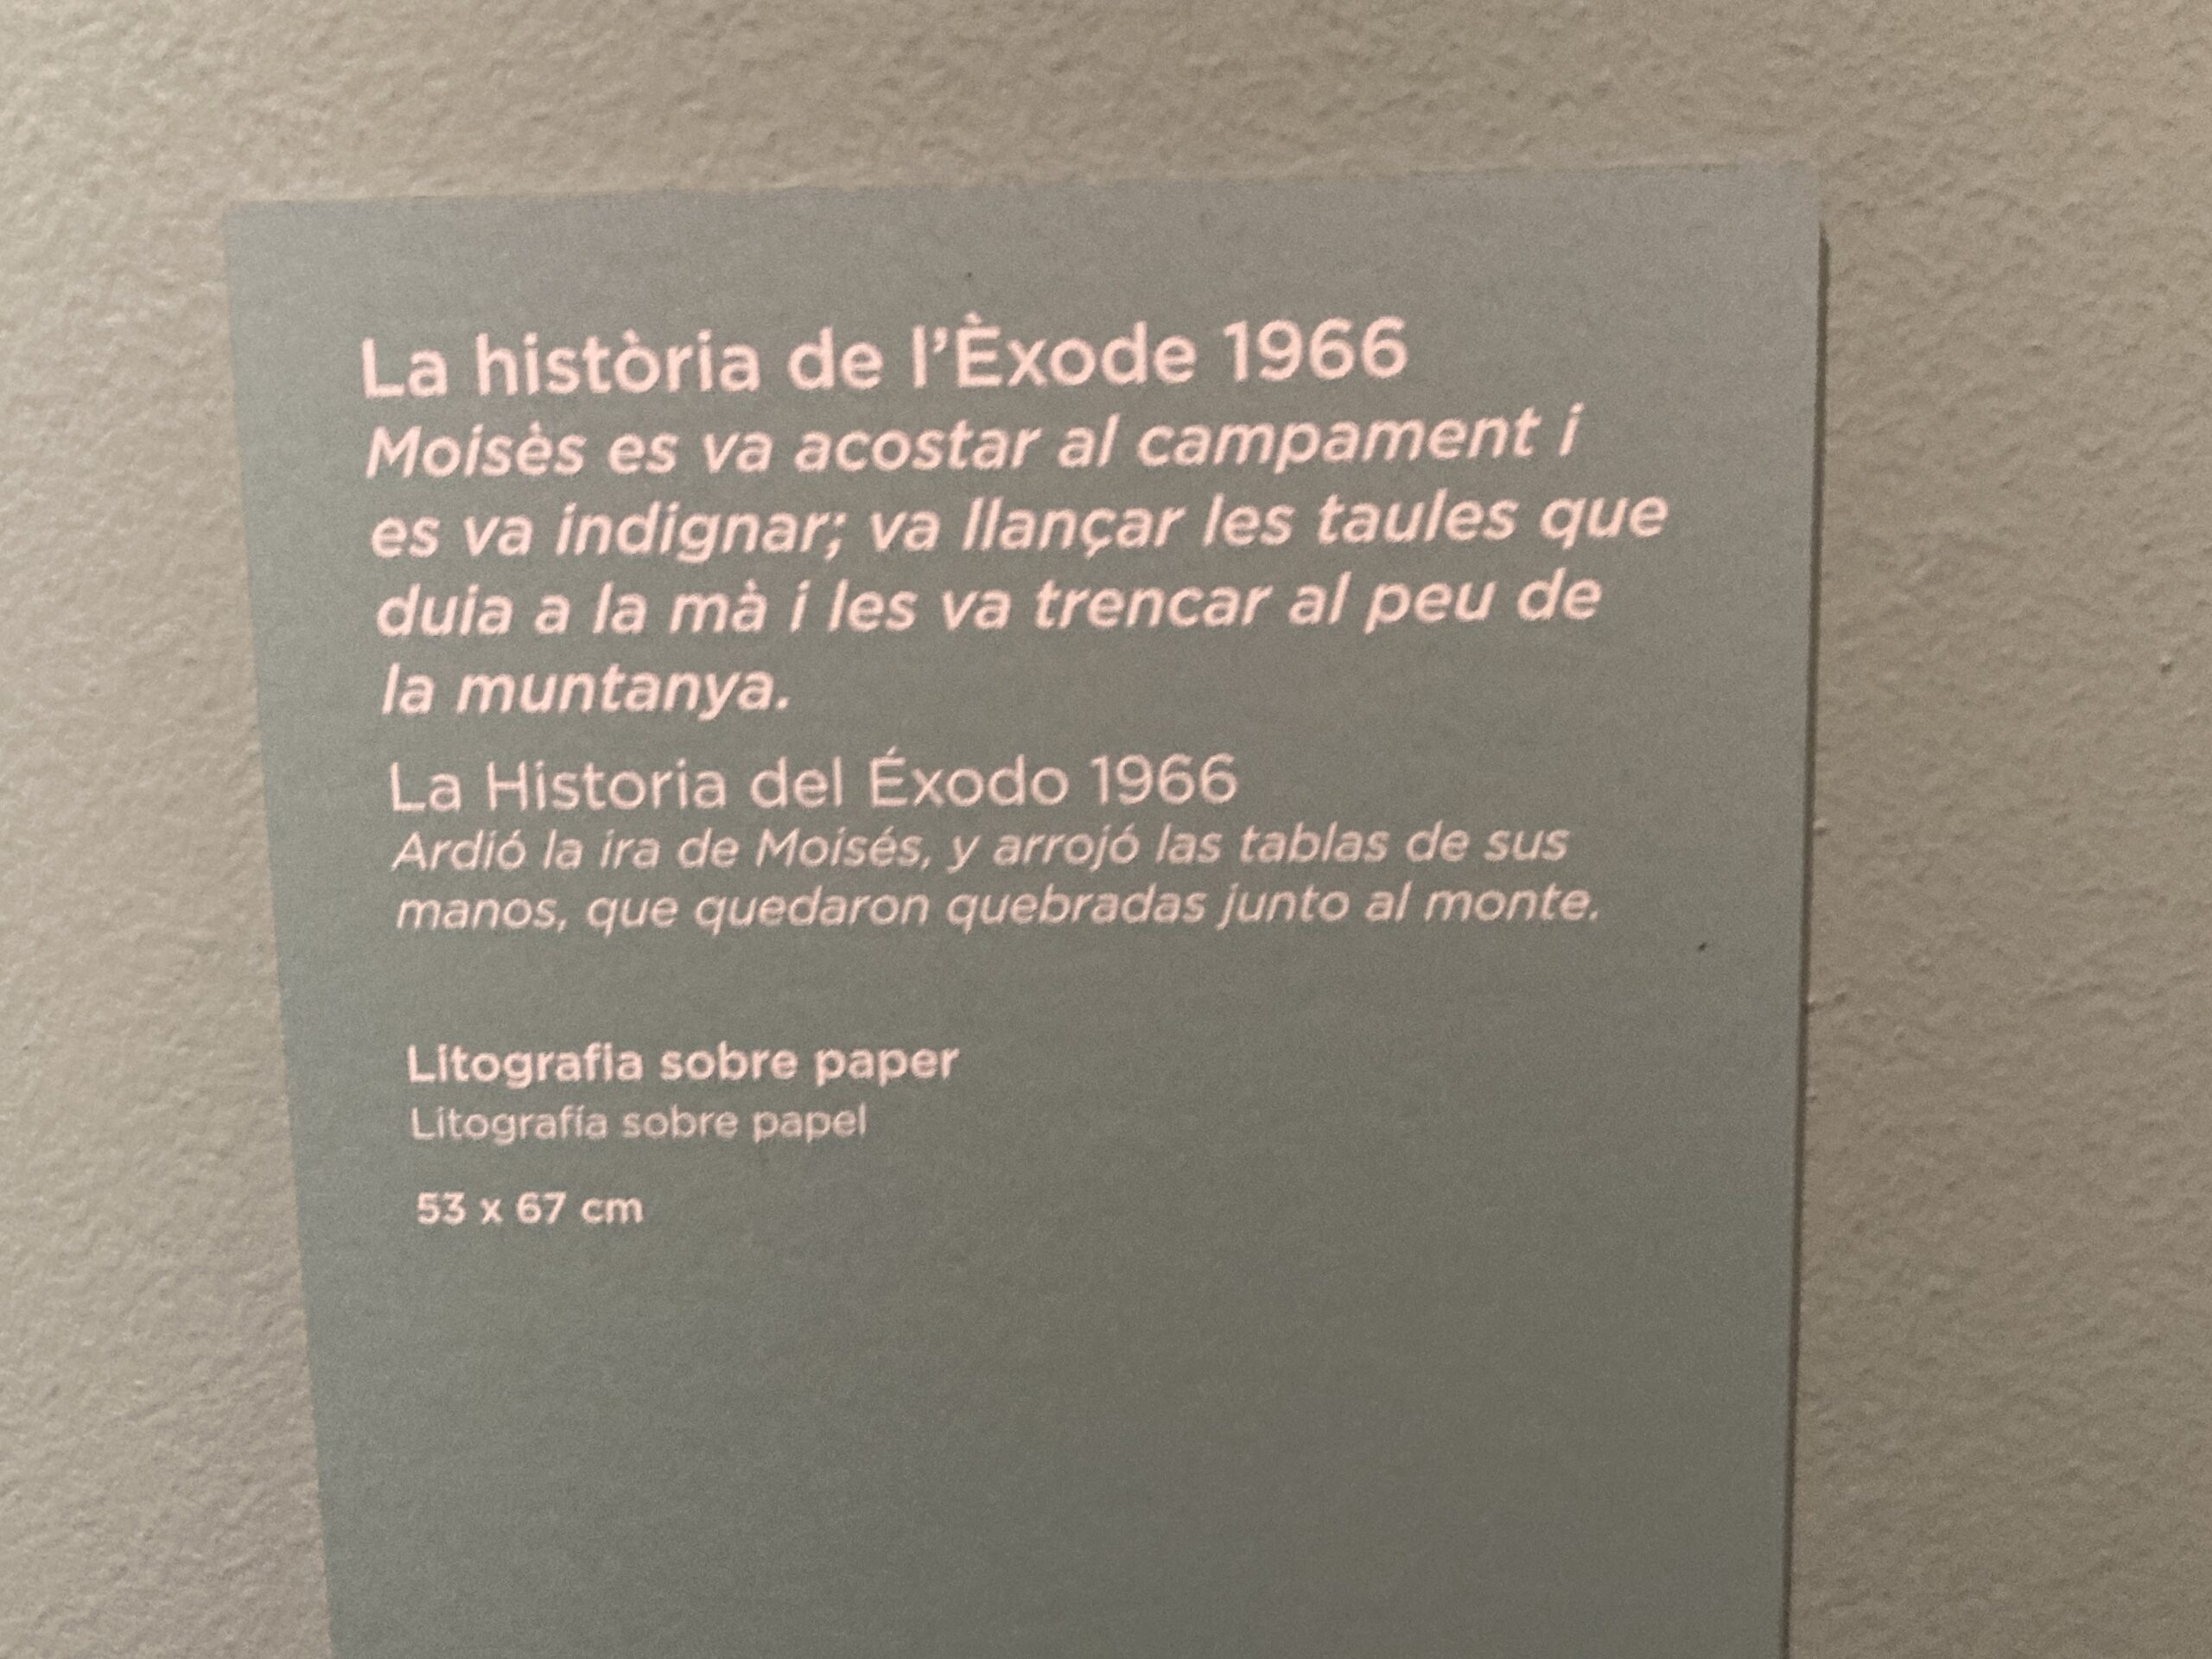 La història de l'Èxode 1966
Moisès es va acostar al campament i
es va indignar; va llançar les taules que
duia a la mà i les va trencar al peu de
la muntanya.
La Historia del Éxodo 1966
Ardió la ira de Moisés, y arrojó las tablas de sus
manos, que quedaron quebradas junto al monte.
Litografia sobre paper
Litografía sobre papel
53 x 67 cm